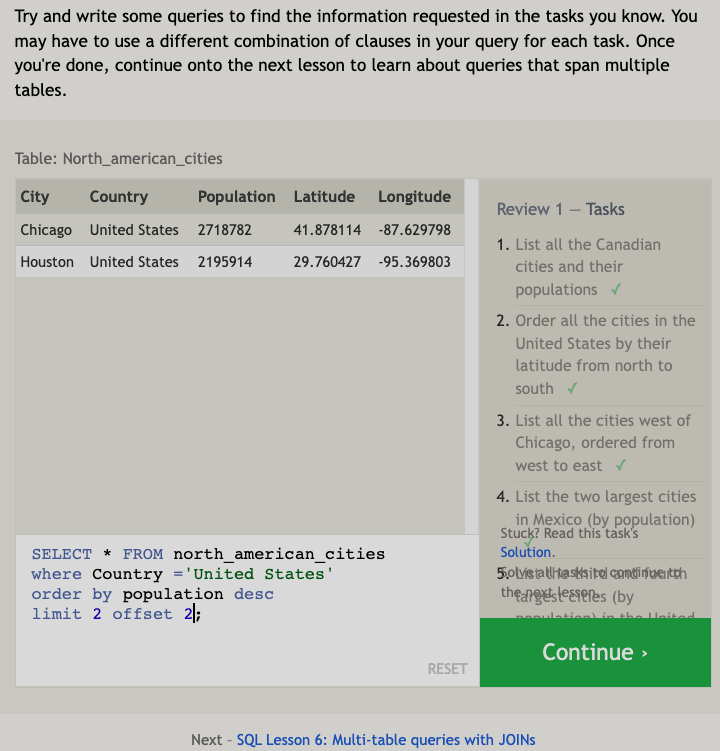 Try and write some queries to find the information requested in the tasks you know. You
may have to use a different combination of clauses in your query for each task. Once
you're done, continue onto the next lesson to learn about queries that span multiple
tables.
Table: North_american_cities
City Country Population Latitude Longitude
Chicago United States 2718782 41.878114 -87.629798
Houston United States 2195914 29.760427 -95.369803
SELECT * FROM north_american_cities
where Country ='United States'
order by population desc
limit 2 offset 2;
RESET
Review 1 — Tasks
1. List all the Canadian
cities and their
populations ✓
2. Order all the cities in the
United States by their
latitude from north to
south ✓
3. List all the cities west of
Chicago, ordered from
west to east ✓
4. List the two largest cities
in Mexico (by population)
✓
Stuck? Read this task's
Solution.
5. List the third and fourth
largest cities (by
population) in the United
Solve all tasks to continue to
the next lesson.
Continue ›
Next – SQL Lesson 6: Multi-table queries with JOINs